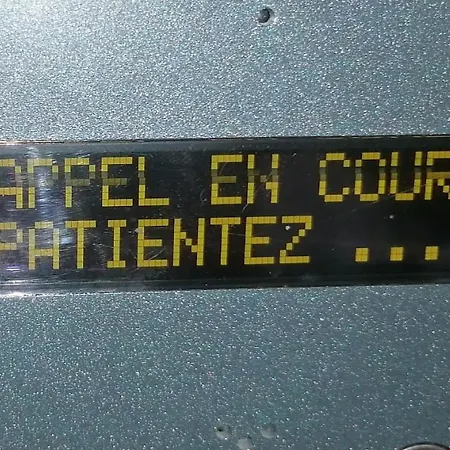 APPEL EN COUR
PATIENTEZ ...